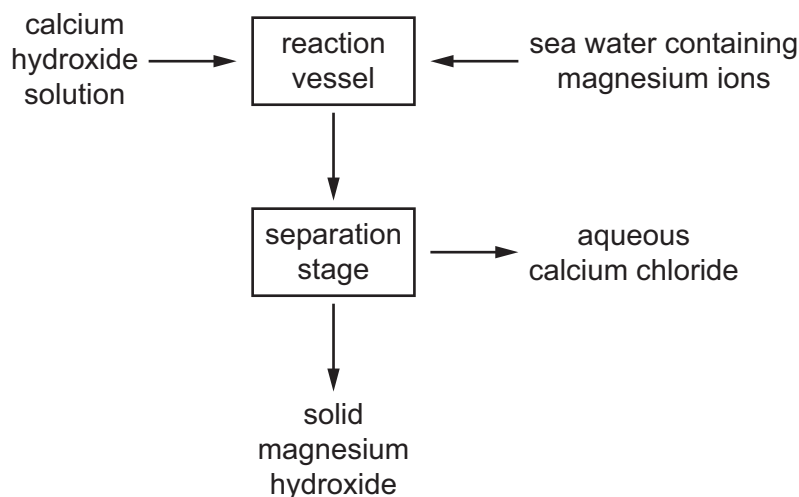 calcium
hydroxide
solution
reaction
vessel
sea water containing
magnesium ions
separation
stage
aqueous
calcium chloride
solid
magnesium
hydroxide